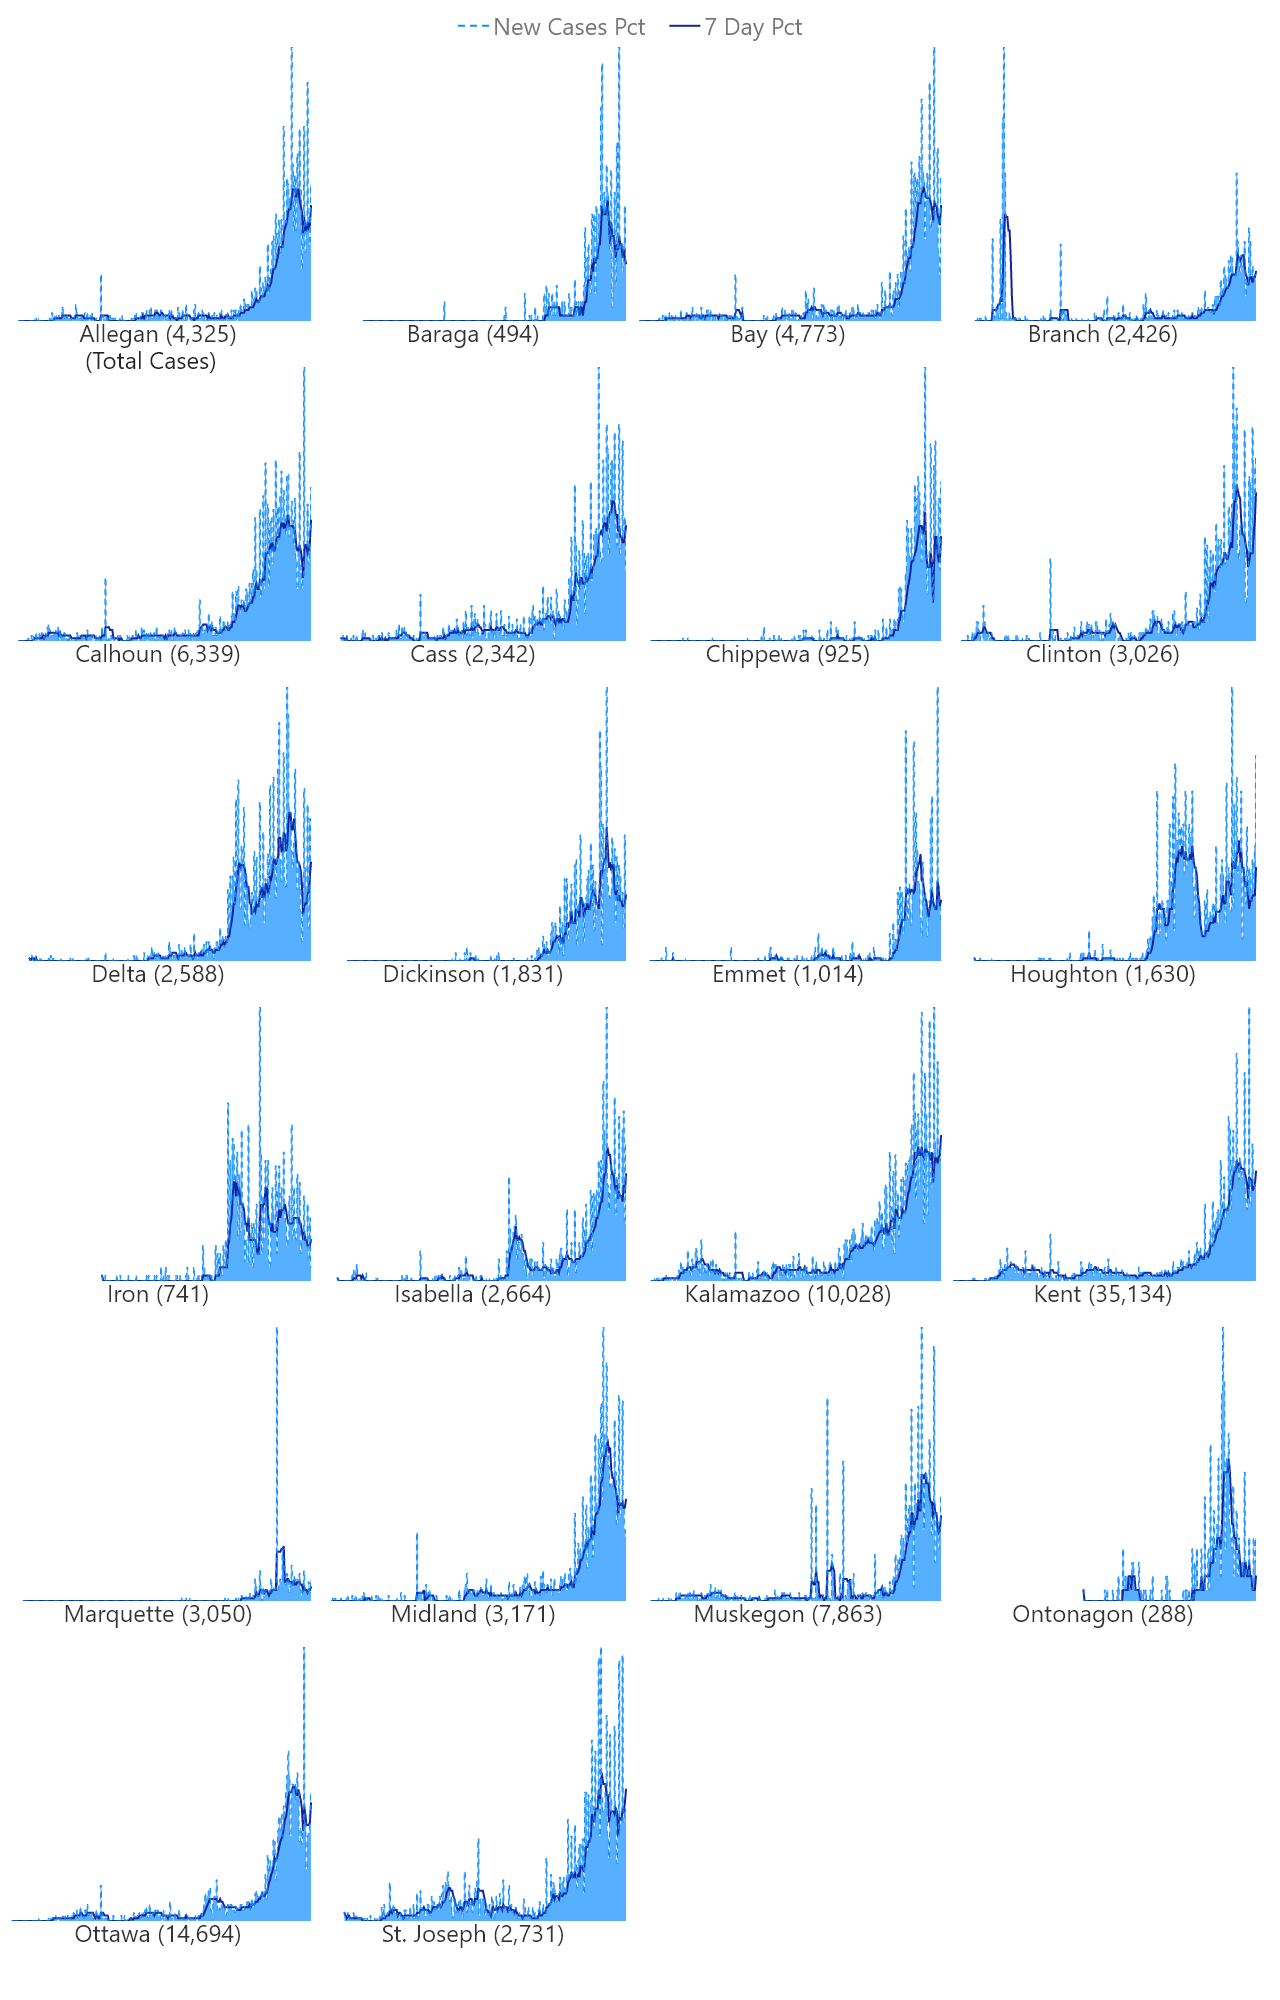 New Cases Pct 7 Day Pct
Allegan (4,325) Baraga (494) Bay (4,773) Branch (2,426)
(Total Cases)
Calhoun (6,339) Cass (2,342) Chippewa (925) Clinton (3,026)
Delta (2,588) Dickinson (1,831) Emmet (1,014) Houghton (1,630)
Iron (741) Isabella (2,664) Kalamazoo (10,028) Kent (35,134)
Marquette (3,050) Midland (3,171) Muskegon (7,863) Ontonagon (288)
Ottawa (14,694) St. Joseph (2,731)